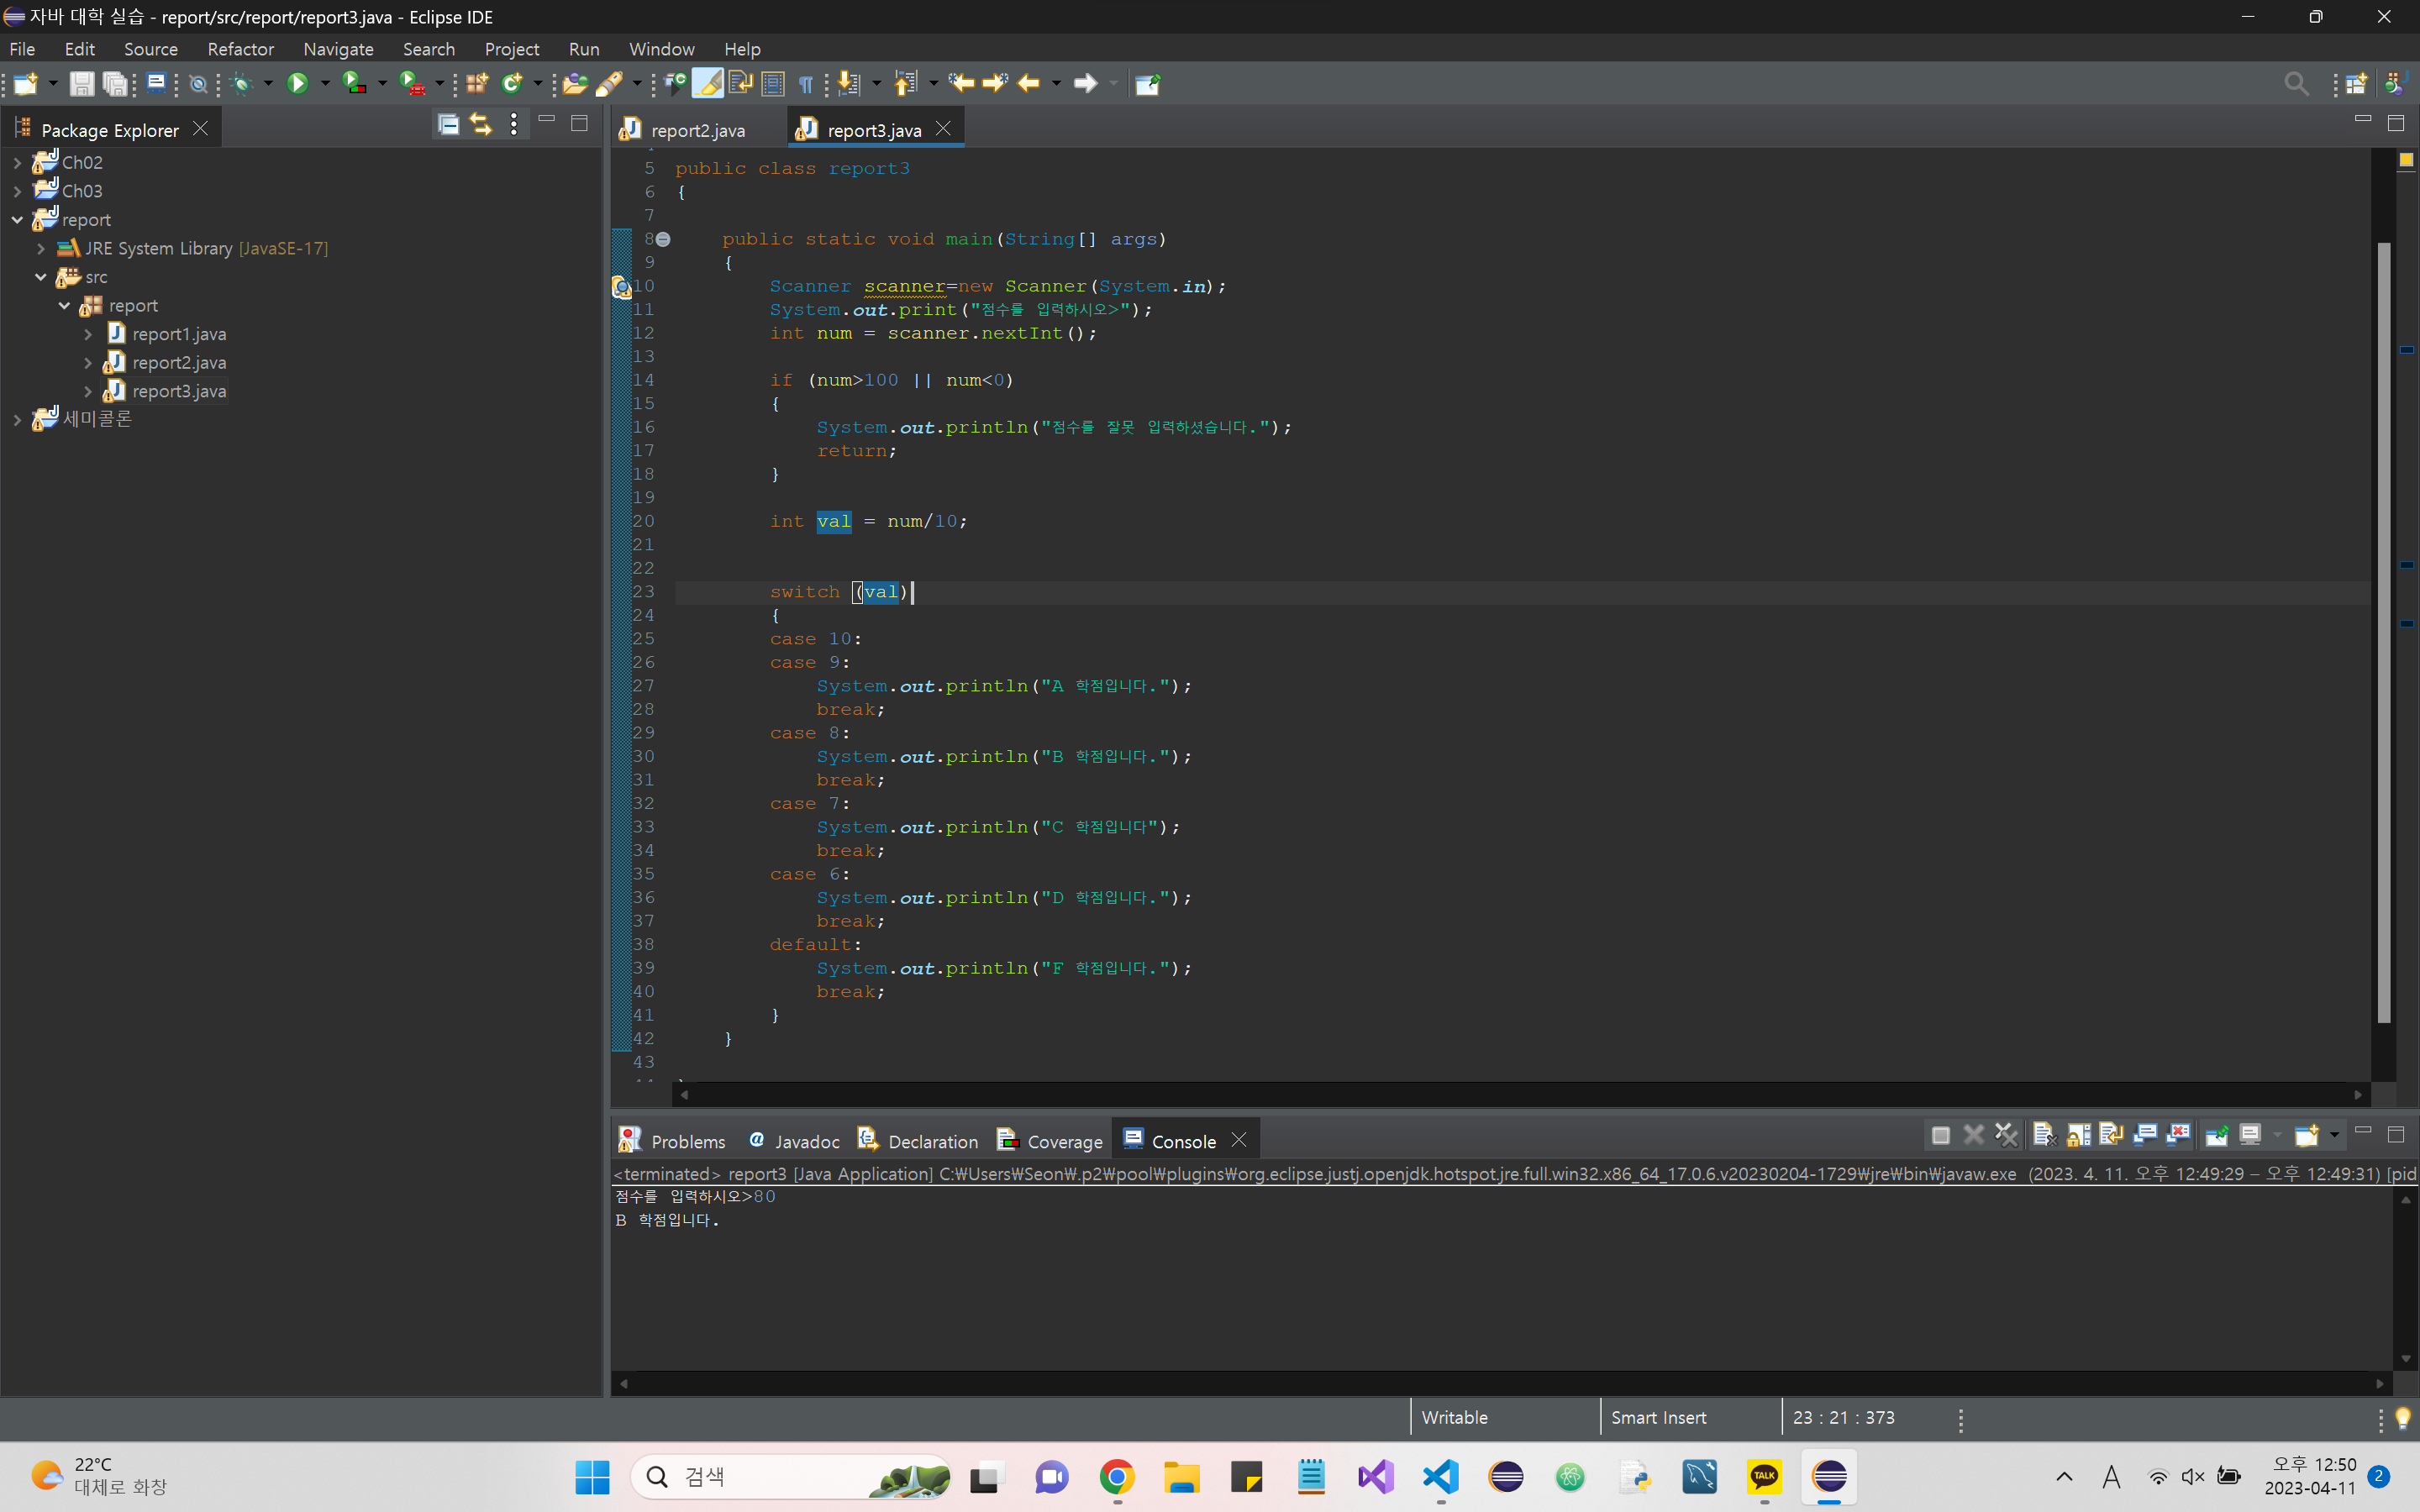 자바 대학 실습 - report/src/report/report3.java - Eclipse IDE
File Edit Source Refactor Navigate Search Project Run Window Help
Package Explorer
Ch02
Ch03
report
JRE System Library [JavaSE-17]
src
report
report1.java
report2.java
report3.java
세미콜론
report2.java report3.java
5 public class report3
6 {
7
8 public static void main(String[] args)
9 {
10 Scanner scanner=new Scanner(System.in);
11 System.out.print("점수를 입력하시오>");
12 int num = scanner.nextInt();
13
14 if (num>100 || num<0)
15 {
16 System.out.println("점수를 잘못 입력하셨습니다.");
17 return;
18 }
19
20 int val = num/10;
21
22
23 switch (val)
24 {
25 case 10:
26 case 9:
27 System.out.println("A 학점입니다.");
28 break;
29 case 8:
30 System.out.println("B 학점입니다.");
31 break;
32 case 7:
33 System.out.println("C 학점입니다");
34 break;
35 case 6:
36 System.out.println("D 학점입니다.");
37 break;
38 default:
39 System.out.println("F 학점입니다.");
40 break;
41 }
42 }
43
Problems @ Javadoc Declaration Coverage Console
<terminated> report3 [Java Application] C:₩Users₩Seon₩.p2₩pool₩plugins₩org.eclipse.justj.openjdk.hotspot.jre.full.win32.x86_64_17.0.6.v20230204-1729₩jre₩bin₩javaw.exe (2023. 4. 11. 오후 12:49:29 – 오후 12:49:31) [pid
점수를 입력하시오>80
B 학점입니다.
Writable Smart Insert 23 : 21 : 373
22°C
대체로 화창
검색
TALK
A
오후 12:50
2023-04-11
2